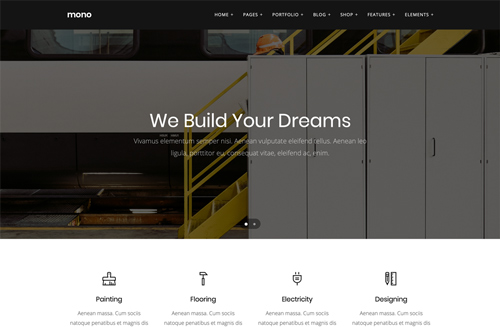 mono
HOME + PAGES + PORTFOLIO + BLOG + SHOP + FEATURES + ELEMENTS +
We Build Your Dreams
Vivamus elementum semper nisi. Aenean vulputate eleifend tellus. Aenean leo
ligula, porttitor eu, consequat vitae, eleifend ac, enim.
Painting Flooring Electricity Designing
Aenean massa. Cum sociis Aenean massa. Cum sociis Aenean massa. Cum sociis Aenean massa. Cum sociis
natoque penatibus et magnis dis natoque penatibus et magnis dis natoque penatibus et magnis dis natoque penatibus et magnis dis